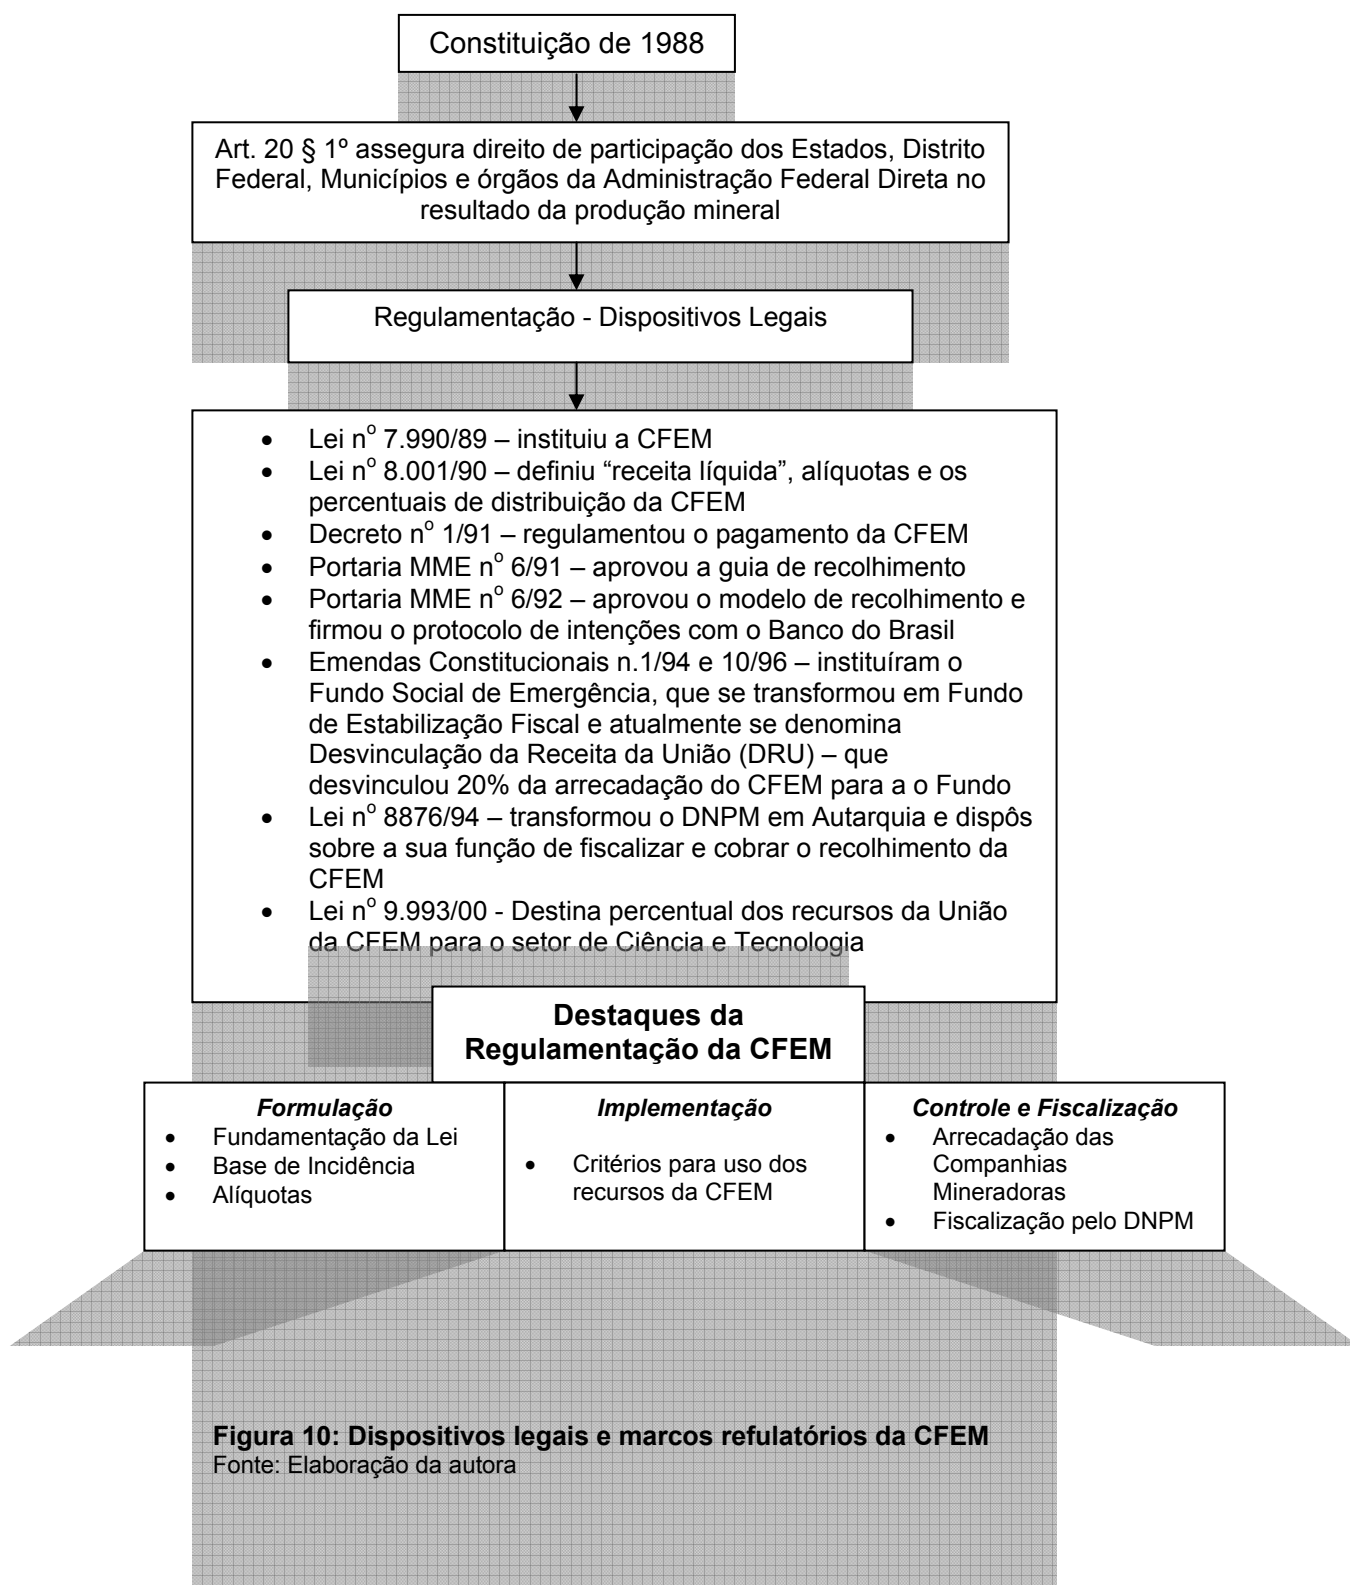 Constituição de 1988
Art. 20 § 1º assegura direito de participação dos Estados, Distrito
Federal, Municípios e órgãos da Administração Federal Direta no
resultado da produção mineral
Regulamentação - Dispositivos Legais
• Lei nº 7.990/89 – instituiu a CFEM
• Lei nº 8.001/90 – definiu “receita líquida”, alíquotas e os
percentuais de distribuição da CFEM
• Decreto nº 1/91 – regulamentou o pagamento da CFEM
• Portaria MME nº 6/91 – aprovou a guia de recolhimento
• Portaria MME nº 6/92 – aprovou o modelo de recolhimento e
firmou o protocolo de intenções com o Banco do Brasil
• Emendas Constitucionais n.1/94 e 10/96 – instituíram o
Fundo Social de Emergência, que se transformou em Fundo
de Estabilização Fiscal e atualmente se denomina
Desvinculação da Receita da União (DRU) – que
desvinculou 20% da arrecadação do CFEM para a o Fundo
• Lei nº 8876/94 – transformou o DNPM em Autarquia e dispôs
sobre a sua função de fiscalizar e cobrar o recolhimento da
CFEM
• Lei nº 9.993/00 - Destina percentual dos recursos da União
da CFEM para o setor de Ciência e Tecnologia
Destaques da
Regulamentação da CFEM
Formulação
• Fundamentação da Lei
• Base de Incidência
• Alíquotas
Implementação
• Critérios para uso dos
recursos da CFEM
Controle e Fiscalização
• Arrecadação das
Companhias
Mineradoras
• Fiscalização pelo DNPM
Figura 10: Dispositivos legais e marcos refulatórios da CFEM
Fonte: Elaboração da autora